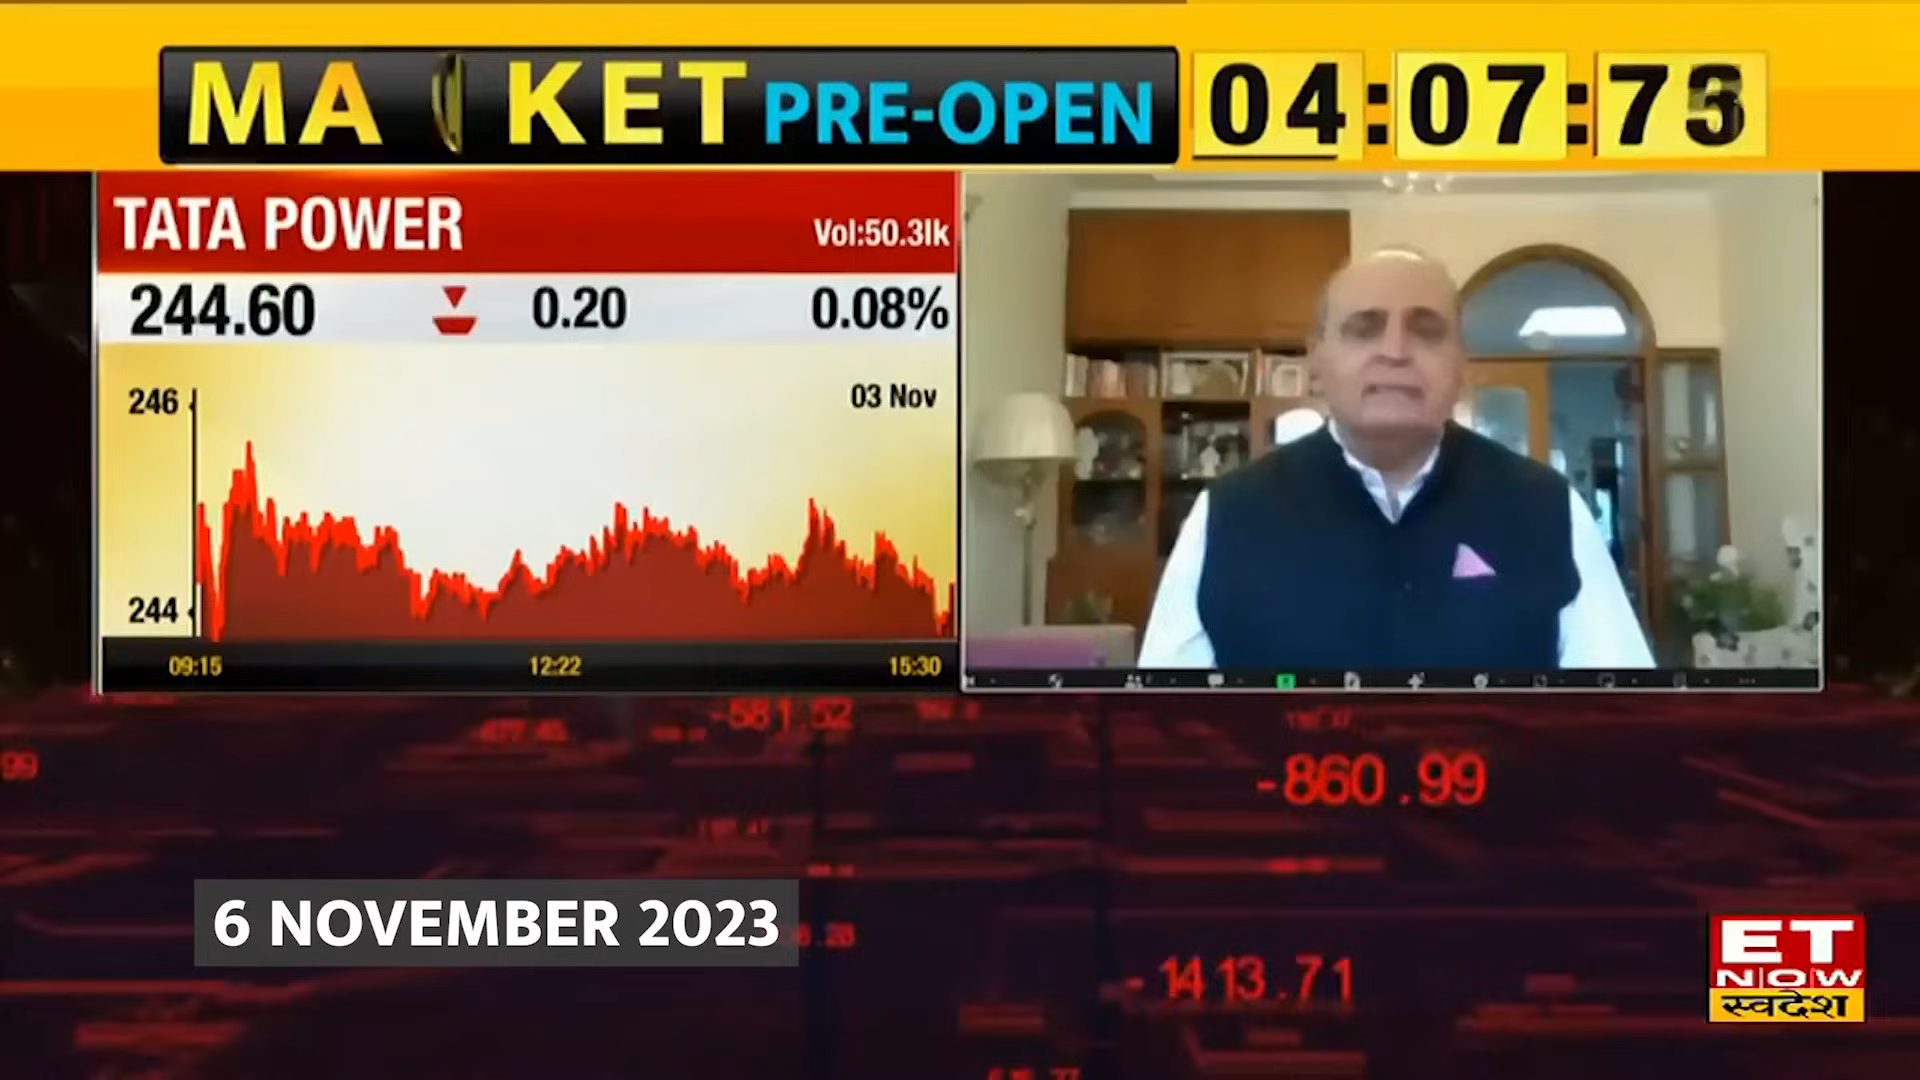 MA KET PRE-OPEN 04:07:73
TATA POWER
Vol:50.3lk
244.60 0.20 0.08%
246
03 Nov
244
09:15 12:22 15:30
-581.52
-860.99
6 NOVEMBER 2023
-1413.71
ET
NOW
स्वदेश